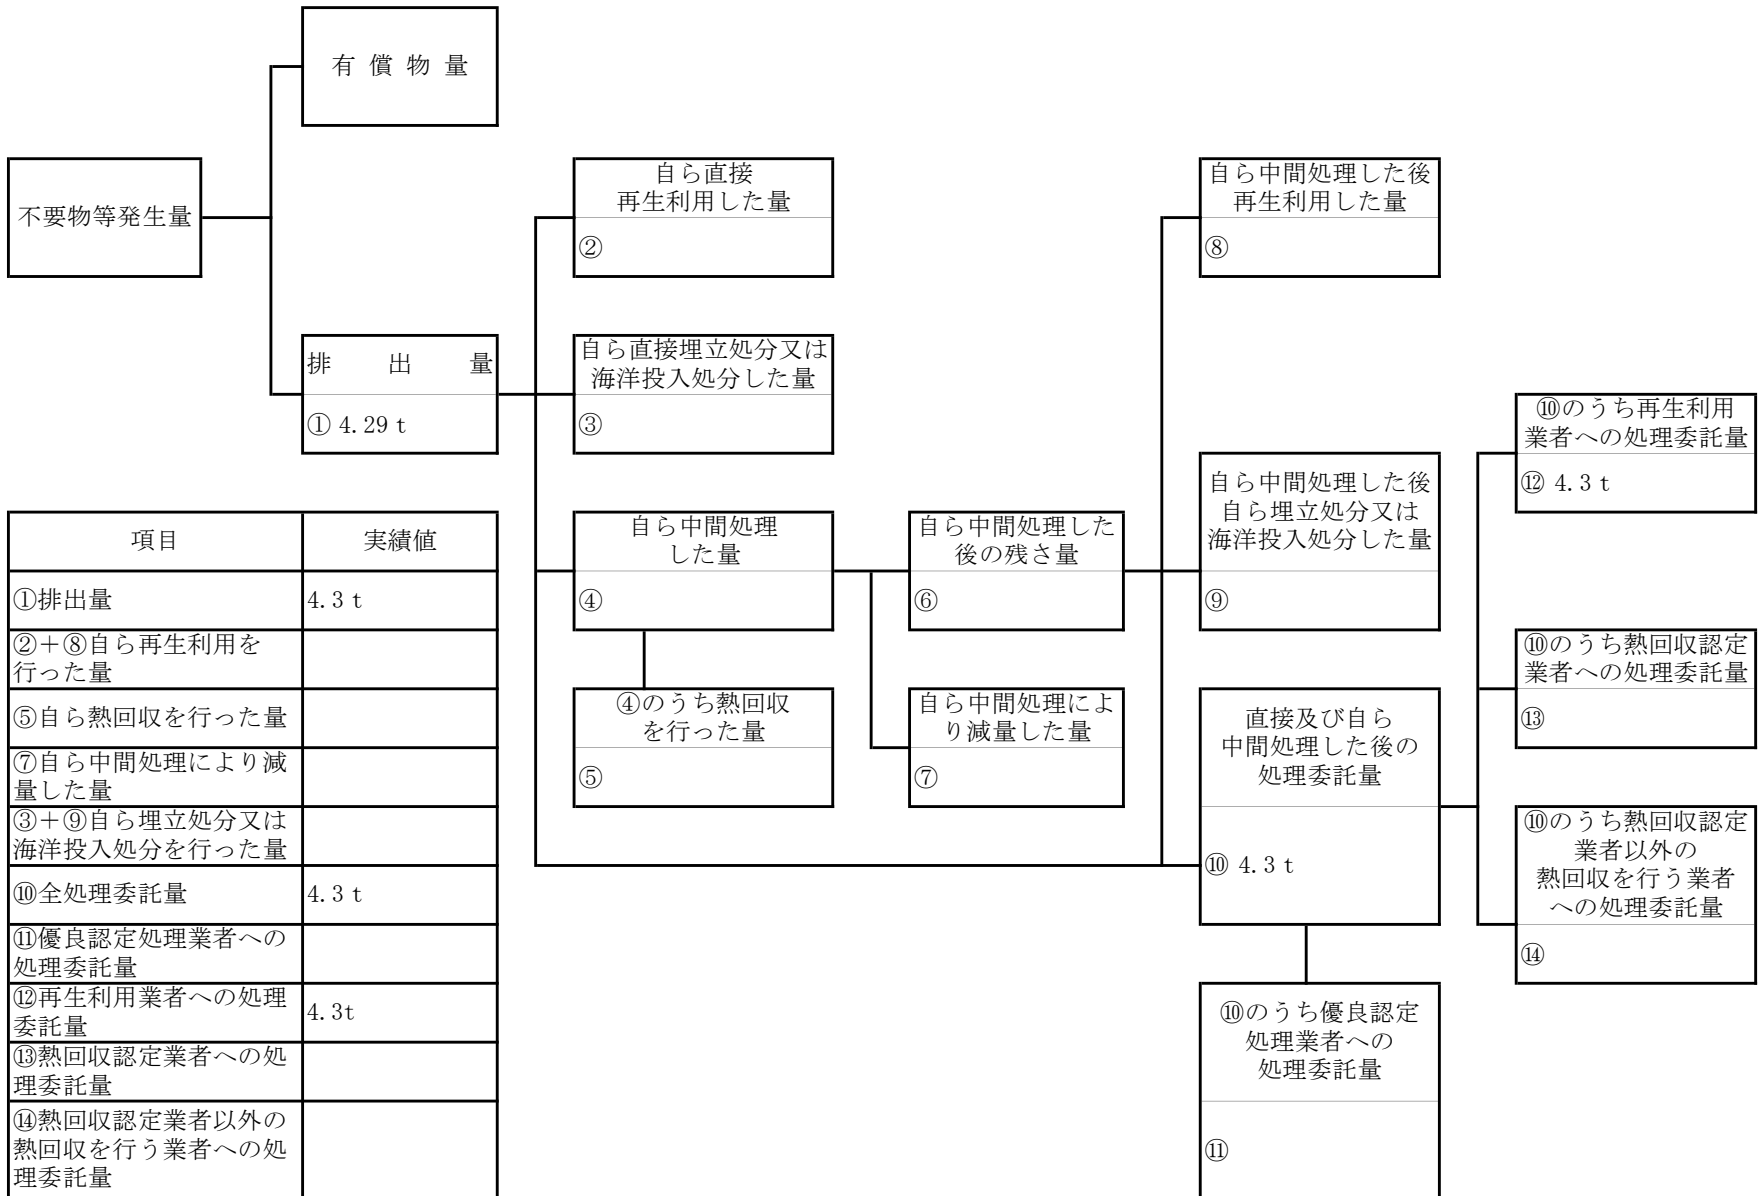 有 償 物 量
不要物等発生量
自ら直接
再生利用した量
②
自ら中間処理した後
再生利用した量
⑧
排　出　量
① 4.29 t
自ら直接埋立処分又は
海洋投入処分した量
③
⑩のうち再生利用
業者への処理委託量
⑫ 4.3 t
自ら中間処理した後
自ら埋立処分又は
海洋投入処分した量
⑨
自ら中間処理
した量
④
自ら中間処理した
後の残さ量
⑥
⑩のうち熱回収認定
業者への処理委託量
⑬
④のうち熱回収
を行った量
⑤
自ら中間処理によ
り減量した量
⑦
直接及び自ら
中間処理した後の
処理委託量
⑩ 4.3 t
⑩のうち熱回収認定
業者以外の
熱回収を行う業者
への処理委託量
⑭
⑩のうち優良認定
処理業者への
処理委託量
⑪
項目 実績値
①排出量 4.3 t
②＋⑧自ら再生利用を
行った量
⑤自ら熱回収を行った量
⑦自ら中間処理により減
量した量
③＋⑨自ら埋立処分又は
海洋投入処分を行った量
⑩全処理委託量 4.3 t
⑪優良認定処理業者への
処理委託量
⑫再生利用業者への処理
委託量 4.3t
⑬熱回収認定業者への処
理委託量
⑭熱回収認定業者以外の
熱回収を行う業者への処
理委託量